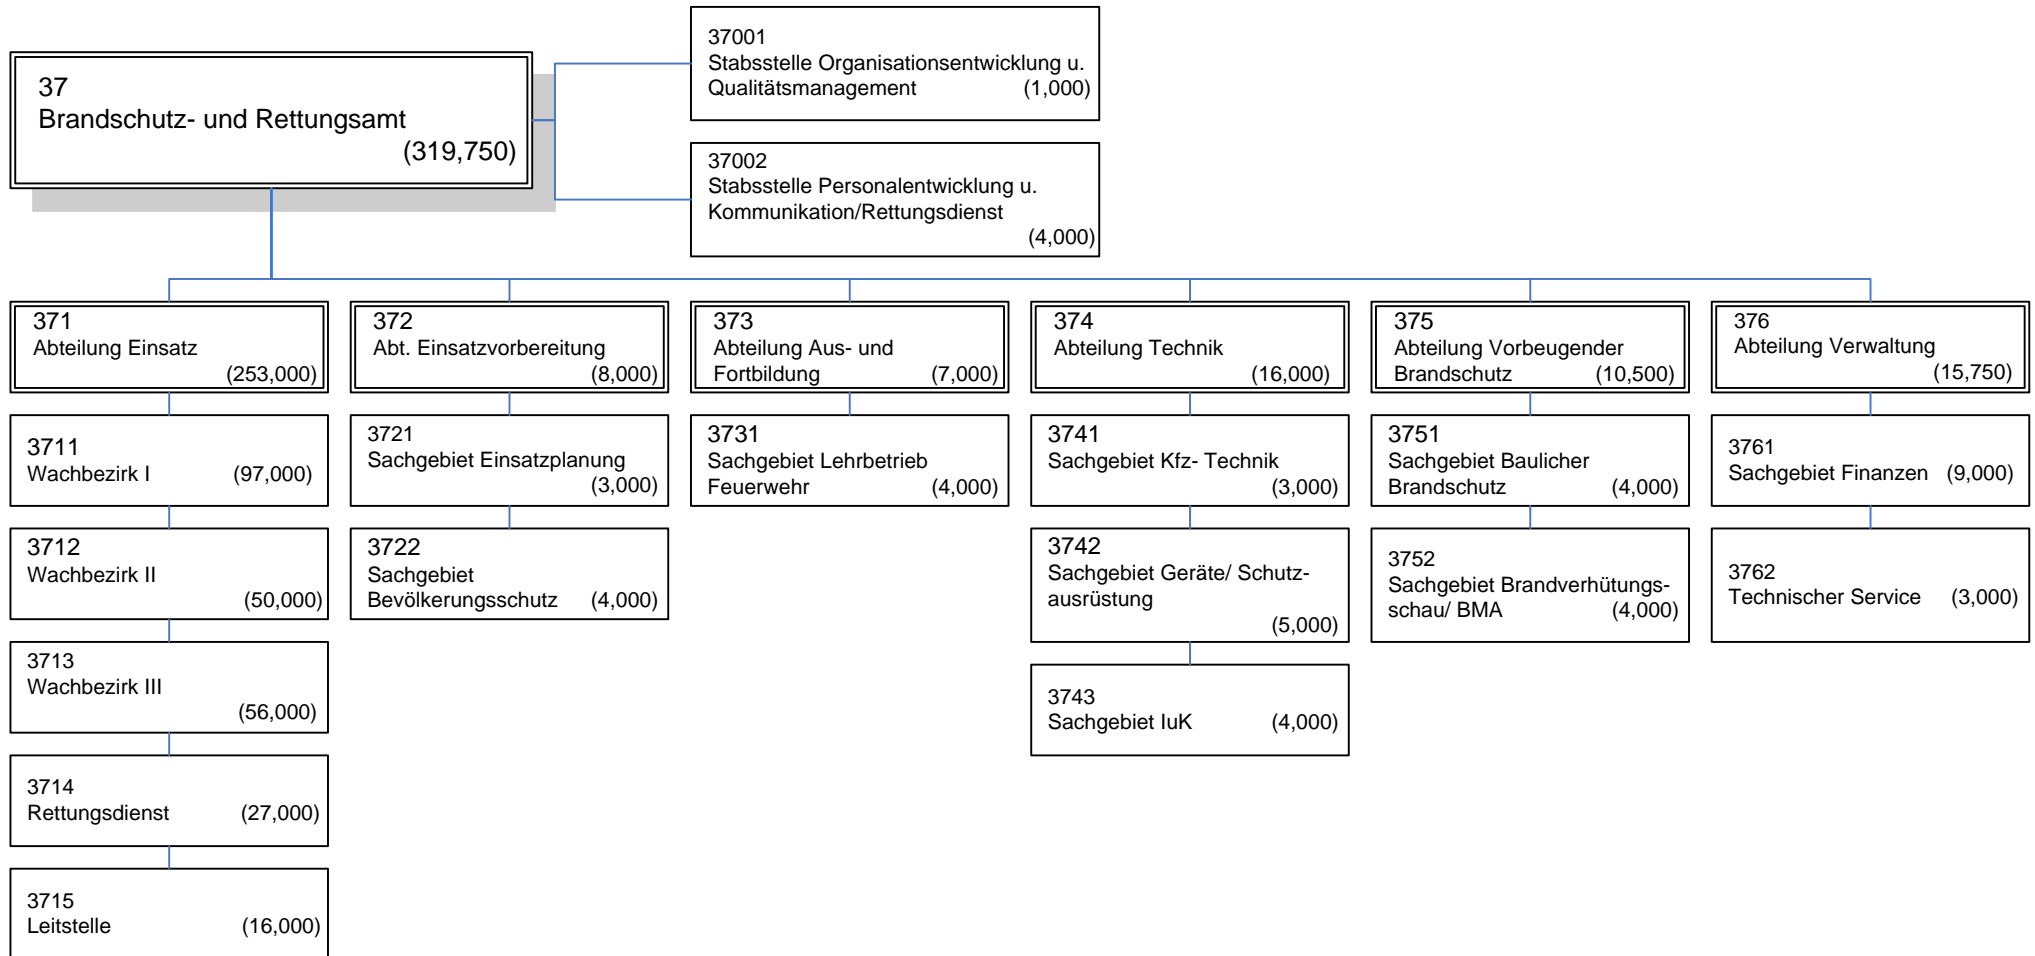 37
Brandschutz- und Rettungsamt
(319,750)
37001
Stabsstelle Organisationsentwicklung u.
Qualitätsmanagement (1,000)
37002
Stabsstelle Personalentwicklung u.
Kommunikation/Rettungsdienst
(4,000)
371
Abteilung Einsatz
(253,000)
372
Abt. Einsatzvorbereitung
(8,000)
373
Abteilung Aus- und
Fortbildung (7,000)
374
Abteilung Technik
(16,000)
375
Abteilung Vorbeugender
Brandschutz (10,500)
376
Abteilung Verwaltung
(15,750)
3711
Wachbezirk I (97,000)
3721
Sachgebiet Einsatzplanung
(3,000)
3731
Sachgebiet Lehrbetrieb
Feuerwehr (4,000)
3741
Sachgebiet Kfz- Technik
(3,000)
3751
Sachgebiet Baulicher
Brandschutz (4,000)
3761
Sachgebiet Finanzen (9,000)
3712
Wachbezirk II
(50,000)
3722
Sachgebiet
Bevölkerungsschutz (4,000)
3742
Sachgebiet Geräte/ Schutz-
ausrüstung
(5,000)
3752
Sachgebiet Brandverhütungs-
schau/ BMA (4,000)
3762
Technischer Service (3,000)
3713
Wachbezirk III
(56,000)
3743
Sachgebiet IuK (4,000)
3714
Rettungsdienst (27,000)
3715
Leitstelle (16,000)